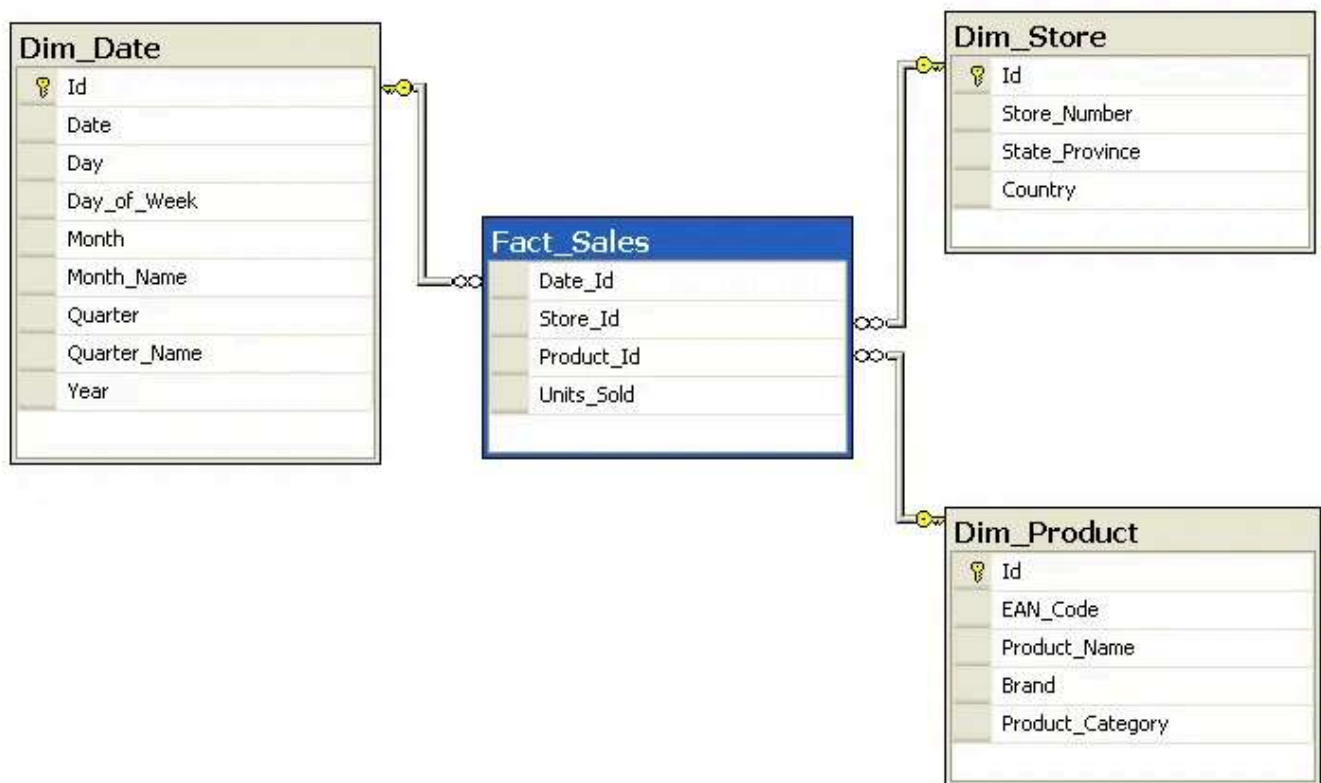 Dim_Date
Id
Date
Day
Day_of_Week
Month
Month_Name
Quarter
Quarter_Name
Year
Fact_Sales
Date_Id
Store_Id
Product_Id
Units_Sold
Dim_Store
Id
Store_Number
State_Province
Country
Dim_Product
Id
EAN_Code
Product_Name
Brand
Product_Category